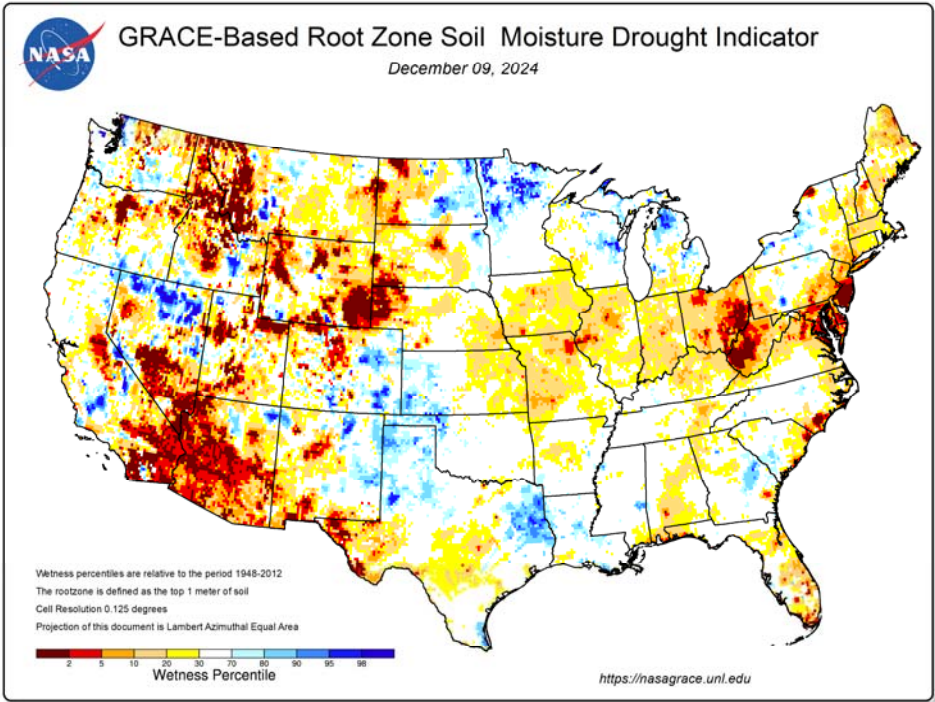 NASA
GRACE-Based Root Zone Soil Moisture Drought Indicator
December 09, 2024
Wetness percentiles are relative to the period 1948-2012
The rootzone is defined as the top 1 meter of soil
Cell Resolution 0.125 degrees
Projection of this document is Lambert Azimuthal Equal Area
2 5 10 20 30 70 80 90 95 98
Wetness Percentile
https://nasagrace.unl.edu